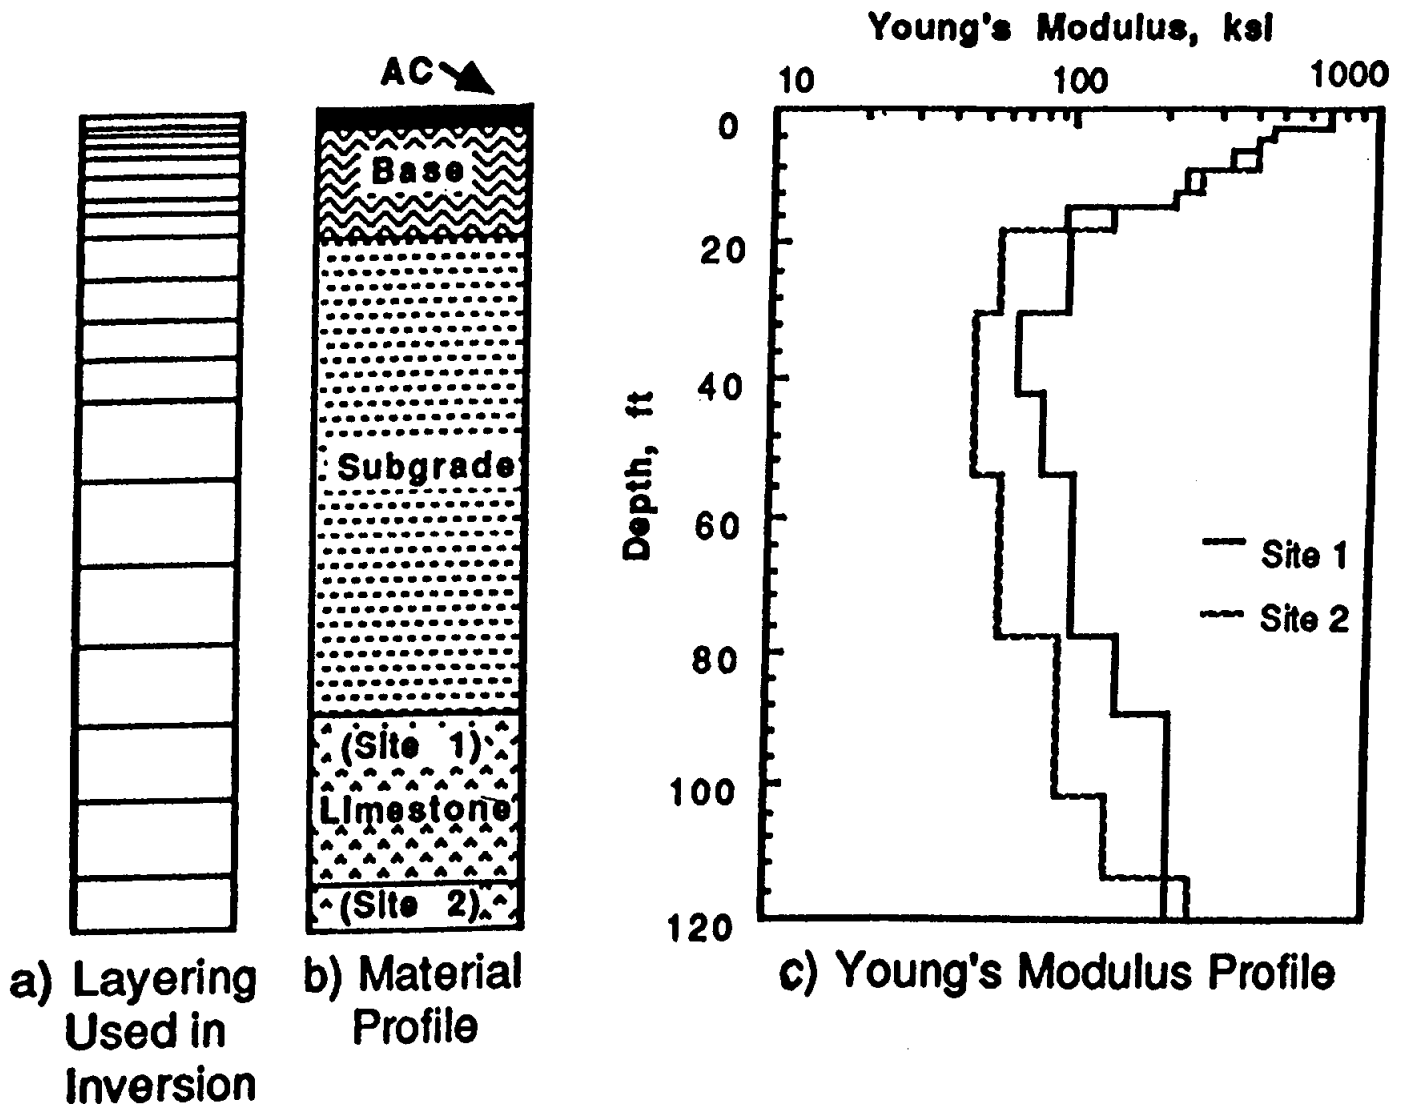 Young's Modulus, ksi
AC
10 100 1000
0
Base
20
40
Subgrade
Depth, ft
60
Site 1
Site 2
80
(Site 1)
Limestone
100
(Site 2)
120
a) Layering
Used in
Inversion
b) Material
Profile
c) Young's Modulus Profile